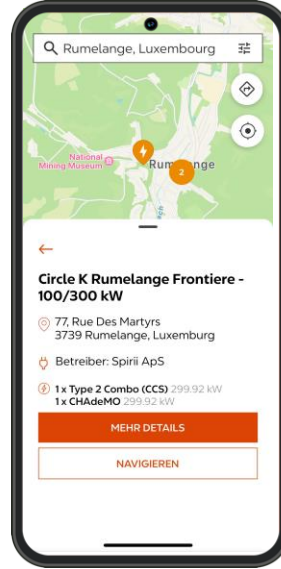 Rumelange, Luxembourg
National
Mining Museum
Rum nge
2
Circle K Rumelange Frontiere -
100/300 kW
77, Rue Des Martyrs
3739 Rumelange, Luxemburg
Betreiber: Spirii ApS
1 x Type 2 Combo (CCS) 299.92 kW
1 x CHAdeMO 299.92 kW
MEHR DETAILS
NAVIGIEREN